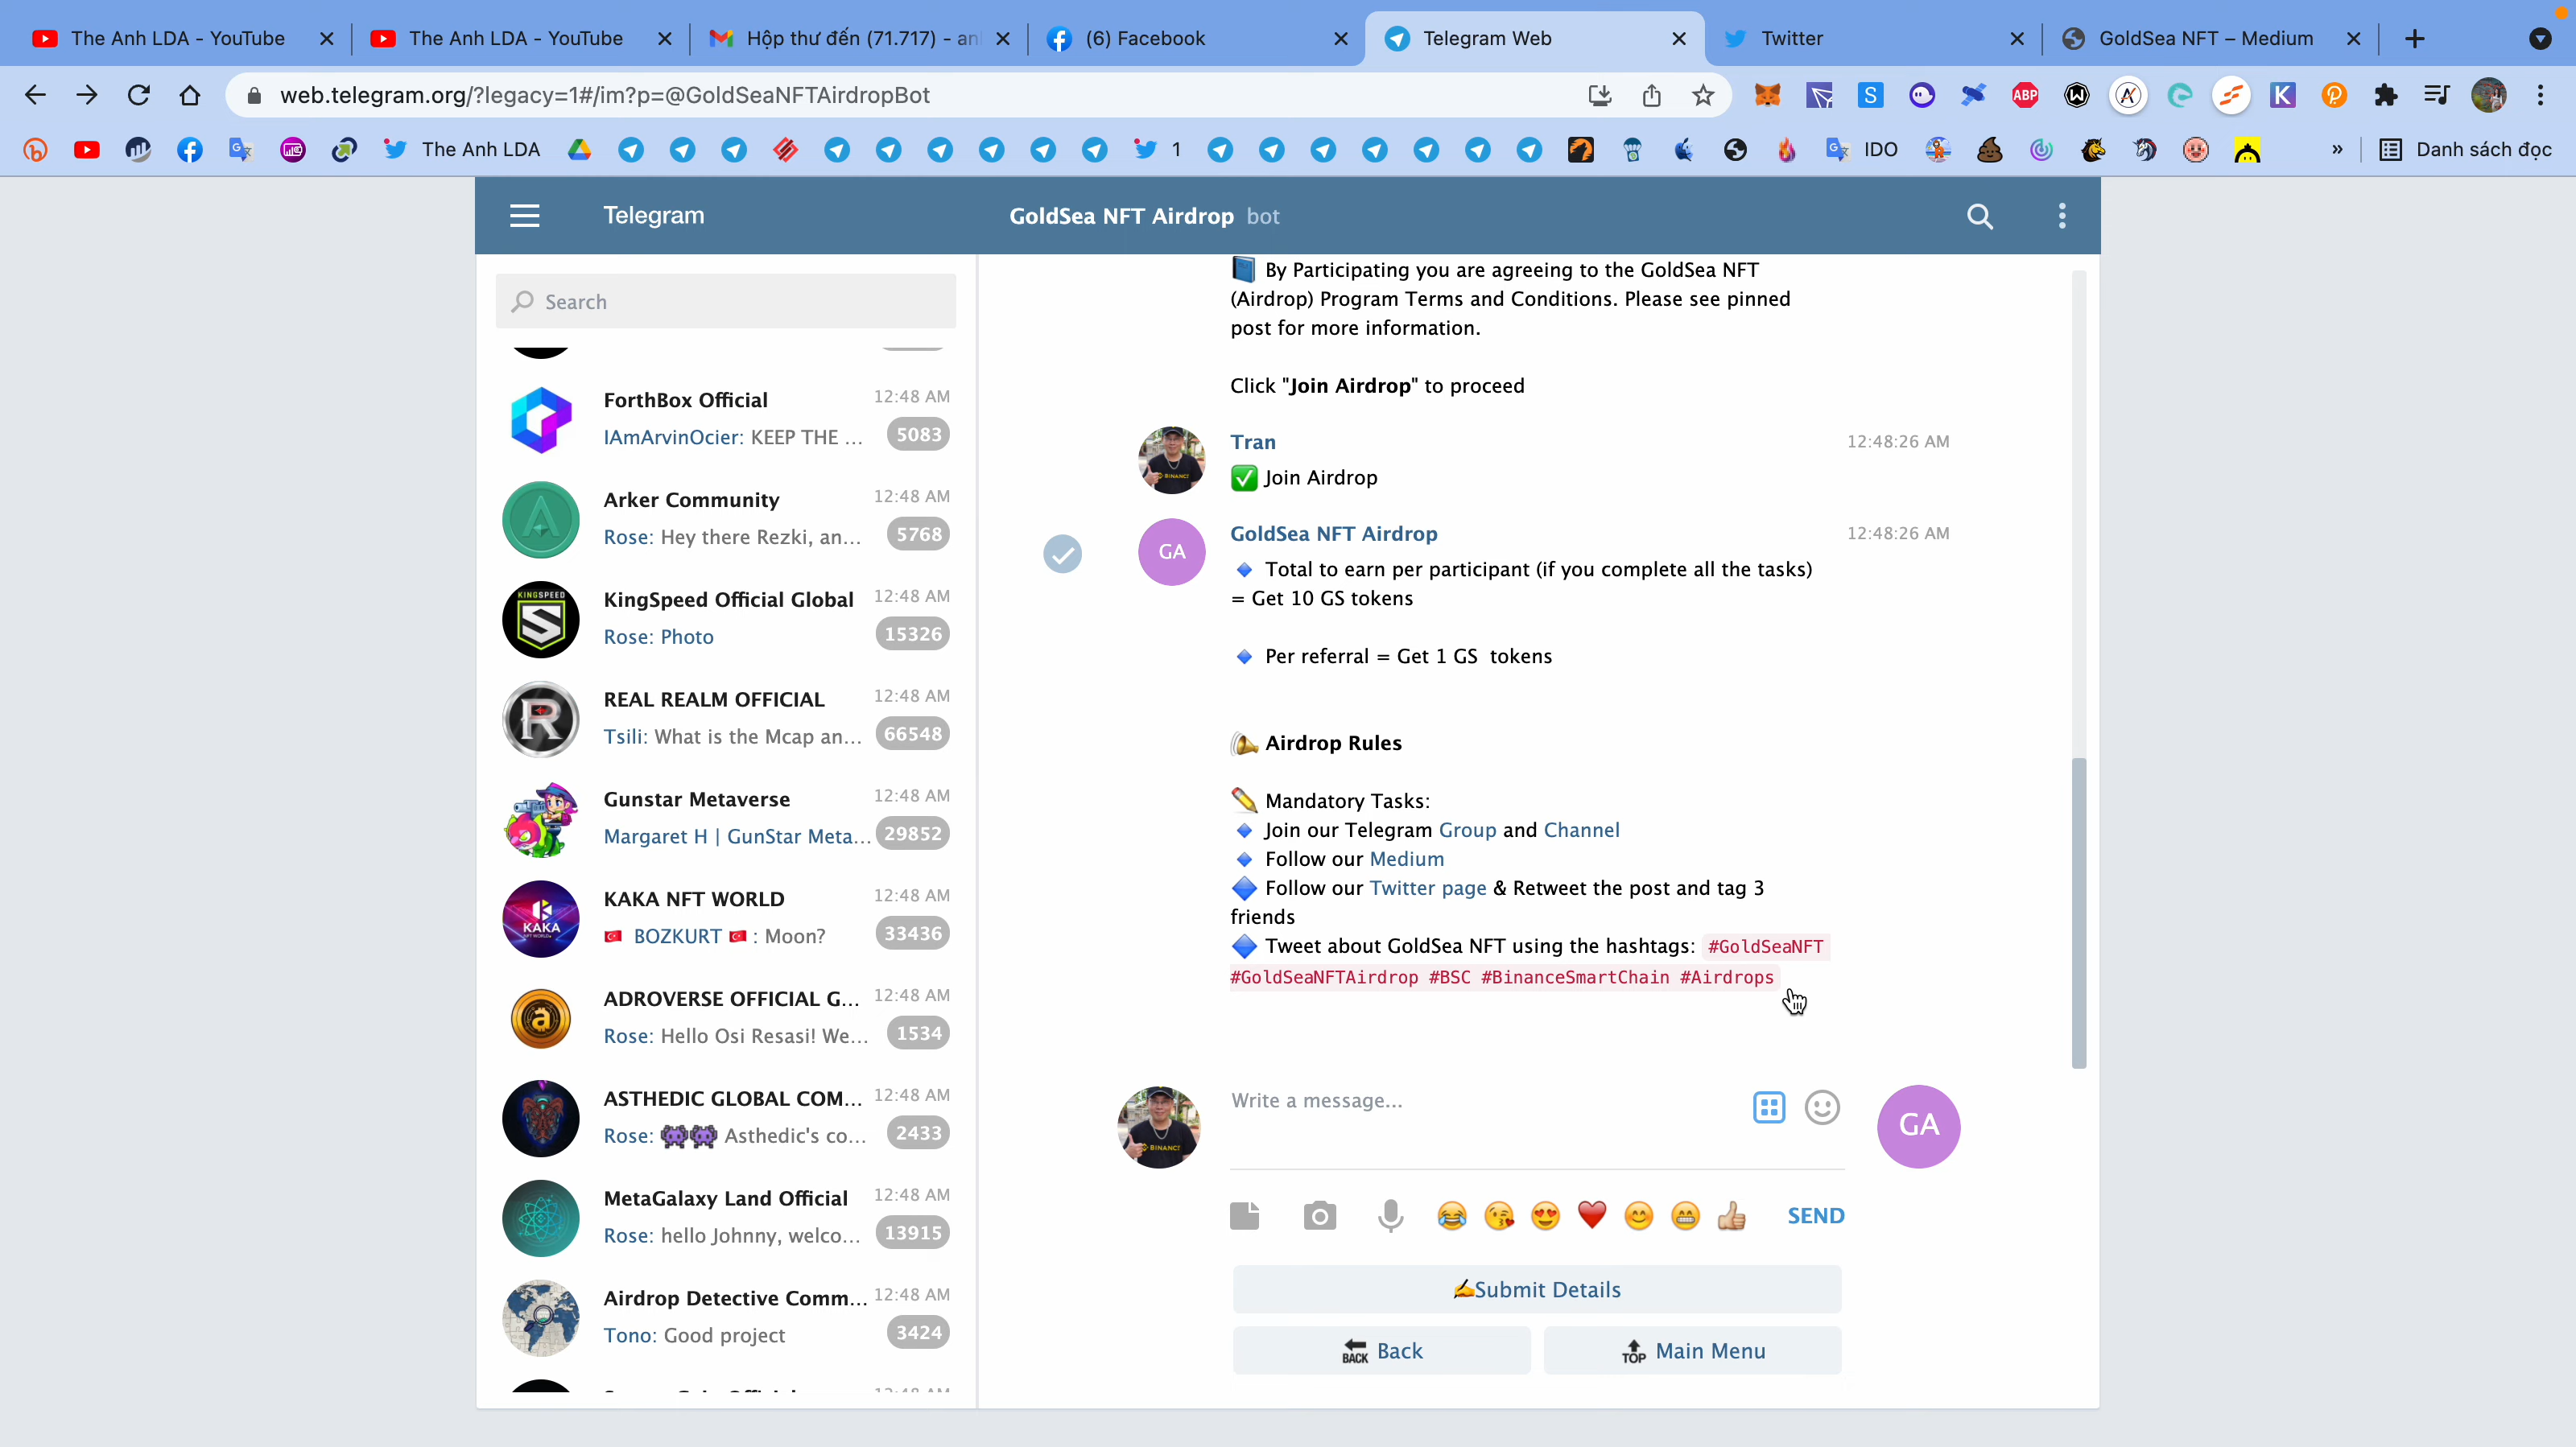 The Anh LDA - YouTube
The Anh LDA - YouTube
Hộp thư đến (71.717) - an
(6) Facebook
Telegram Web
Twitter
GoldSea NFT – Medium
web.telegram.org/?legacy=1#/im?p=@GoldSeaNFTAirdropBot
The Anh LDA
1
IDO
»
Danh sách đọc
Telegram
GoldSea NFT Airdrop bot
Search
ForthBox Official 12:48 AM
IAmArvinOcier: KEEP THE ... 5083
Arker Community 12:48 AM
Rose: Hey there Rezki, an... 5768
KINGSPEED
KingSpeed Official Global 12:48 AM
Rose: Photo 15326
REAL REALM OFFICIAL 12:48 AM
Tsili: What is the Mcap an... 66548
Gunstar Metaverse 12:48 AM
Margaret H | GunStar Meta... 29852
KAKA
KAKA NFT WORLD 12:48 AM
🇹🇷 BOZKURT 🇹🇷 : Moon? 33436
ADROVERSE OFFICIAL G... 12:48 AM
Rose: Hello Osi Resasi! We... 1534
ASTHEDIC GLOBAL COM... 12:48 AM
Rose: 👾👾 Asthedic's co... 2433
MetaGalaxy Land Official 12:48 AM
Rose: hello Johnny, welco... 13915
Airdrop Detective Comm... 12:48 AM
Tono: Good project 3424
📘 By Participating you are agreeing to the GoldSea NFT
(Airdrop) Program Terms and Conditions. Please see pinned
post for more information.
Click "Join Airdrop" to proceed
Tran 12:48:26 AM
✅ Join Airdrop
GA
GoldSea NFT Airdrop 12:48:26 AM
🔹 Total to earn per participant (if you complete all the tasks)
= Get 10 GS tokens
🔹 Per referral = Get 1 GS tokens
Airdrop Rules
✏️ Mandatory Tasks:
🔹 Join our Telegram Group and Channel
🔹 Follow our Medium
🔷 Follow our Twitter page & Retweet the post and tag 3
friends
🔷 Tweet about GoldSea NFT using the hashtags: #GoldSeaNFT
#GoldSeaNFTAirdrop #BSC #BinanceSmartChain #Airdrops
Write a message...
GA
SEND
✍Submit Details
🔙 Back
🔝 Main Menu